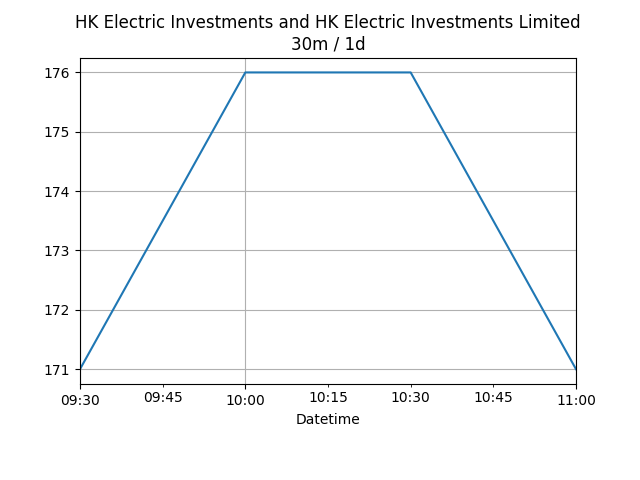 HK Electric Investments and HK Electric Investments Limited
30m / 1d
176
175
174
173
172
171
09:30 09:45 10:00 10:15 10:30 10:45 11:00
Datetime